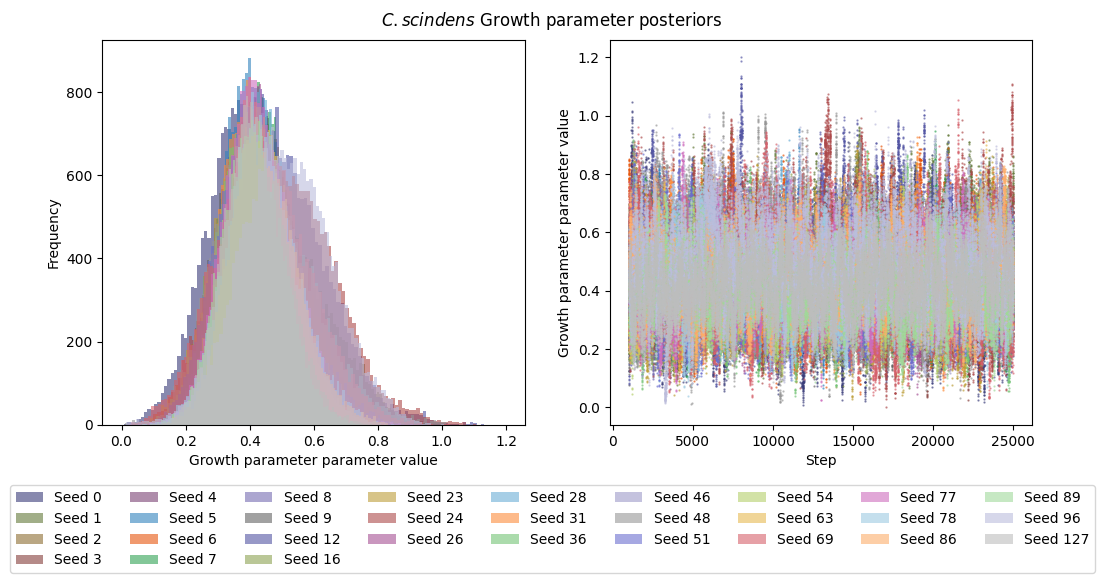 C. scindens Growth parameter posteriors
Frequency
800
600
400
200
0
0.0 0.2 0.4 0.6 0.8 1.0 1.2
Growth parameter parameter value
Growth parameter value
1.2
1.0
0.8
0.6
0.4
0.2
0.0
0 5000 10000 15000 20000 25000
Step
Seed 0 Seed 4 Seed 8 Seed 23 Seed 28 Seed 46 Seed 54 Seed 77 Seed 89
Seed 1 Seed 5 Seed 9 Seed 24 Seed 31 Seed 48 Seed 63 Seed 78 Seed 96
Seed 2 Seed 6 Seed 12 Seed 26 Seed 36 Seed 51 Seed 69 Seed 86 Seed 127
Seed 3 Seed 7 Seed 16